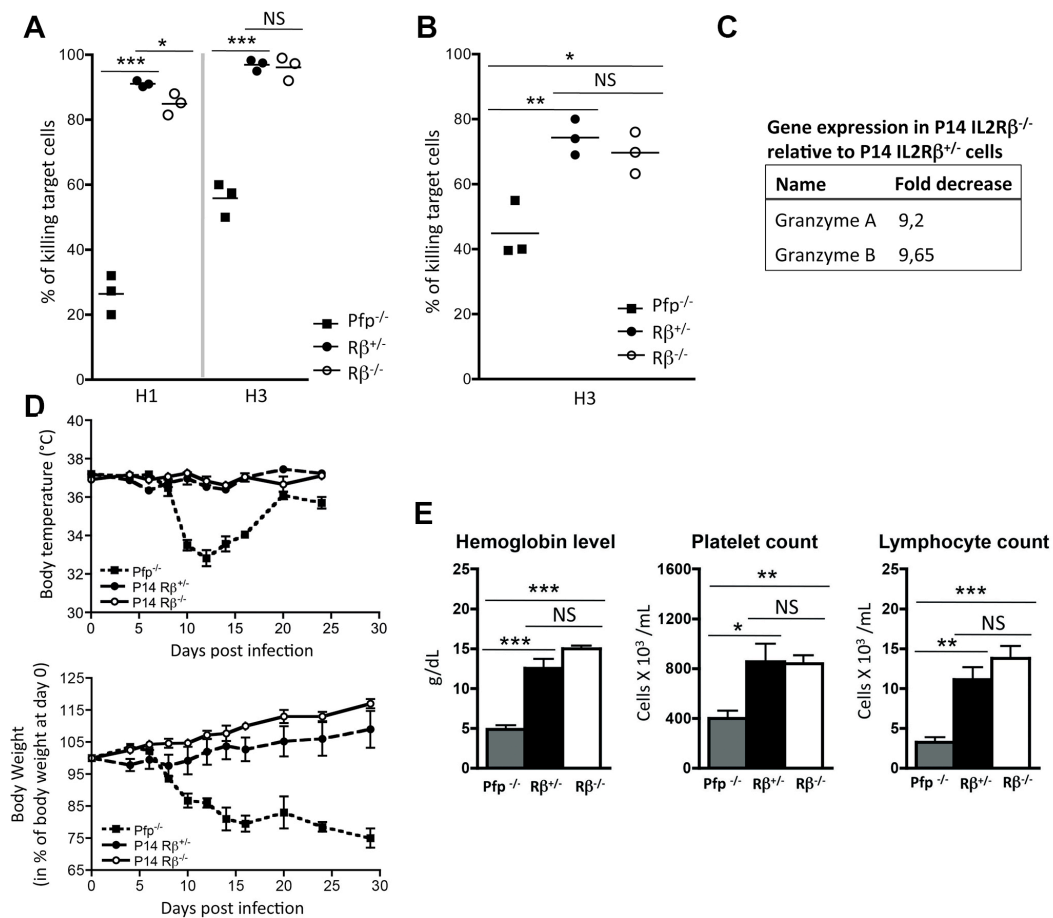 A
NS
*
***
***
% of killing target cells
100
80
60
40
20
0
H1
H3
Pfp-/-
Rβ+/-
Rβ-/-
B
*
NS
**
% of killing target cells
100
80
60
40
20
0
H3
Pfp-/-
Rβ+/-
Rβ-/-
C
Gene expression in P14 IL2Rβ-/-
relative to P14 IL2Rβ+/- cells
Name Fold decrease
Granzyme A 9,2
Granzyme B 9,65
D
Body temperature (°C)
40
38
36
34
32
30
Pfp-/-
P14 Rβ+/-
P14 Rβ-/-
0 5 10 15 20 25 30
Days post infection
Body Weight
(in % of body weight at day 0)
125
115
105
95
85
75
65
Pfp-/-
P14 Rβ+/-
P14 Rβ-/-
0 5 10 15 20 25 30
Days post infection
E
Hemoglobin level
g/dL
25
20
15
10
5
0
***
NS
***
Pfp -/- Rβ+/- Rβ-/-
Platelet count
Cells X 10³ /mL
1600
1200
800
400
0
**
NS
*
Pfp -/- Rβ+/- Rβ-/-
Lymphocyte count
Cells X 10³ /mL
25
20
15
10
5
0
***
NS
**
Pfp -/- Rβ+/- Rβ-/-